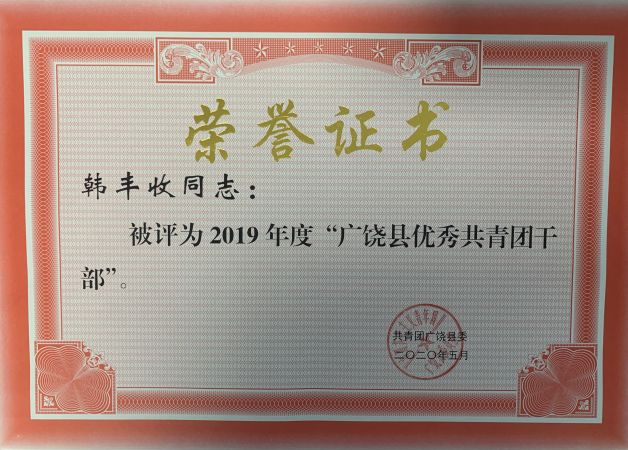 荣誉证书
韩丰收同志：
被评为2019年度“广饶县优秀共青团干
部”。
共青团广饶县委
二〇二〇年五月